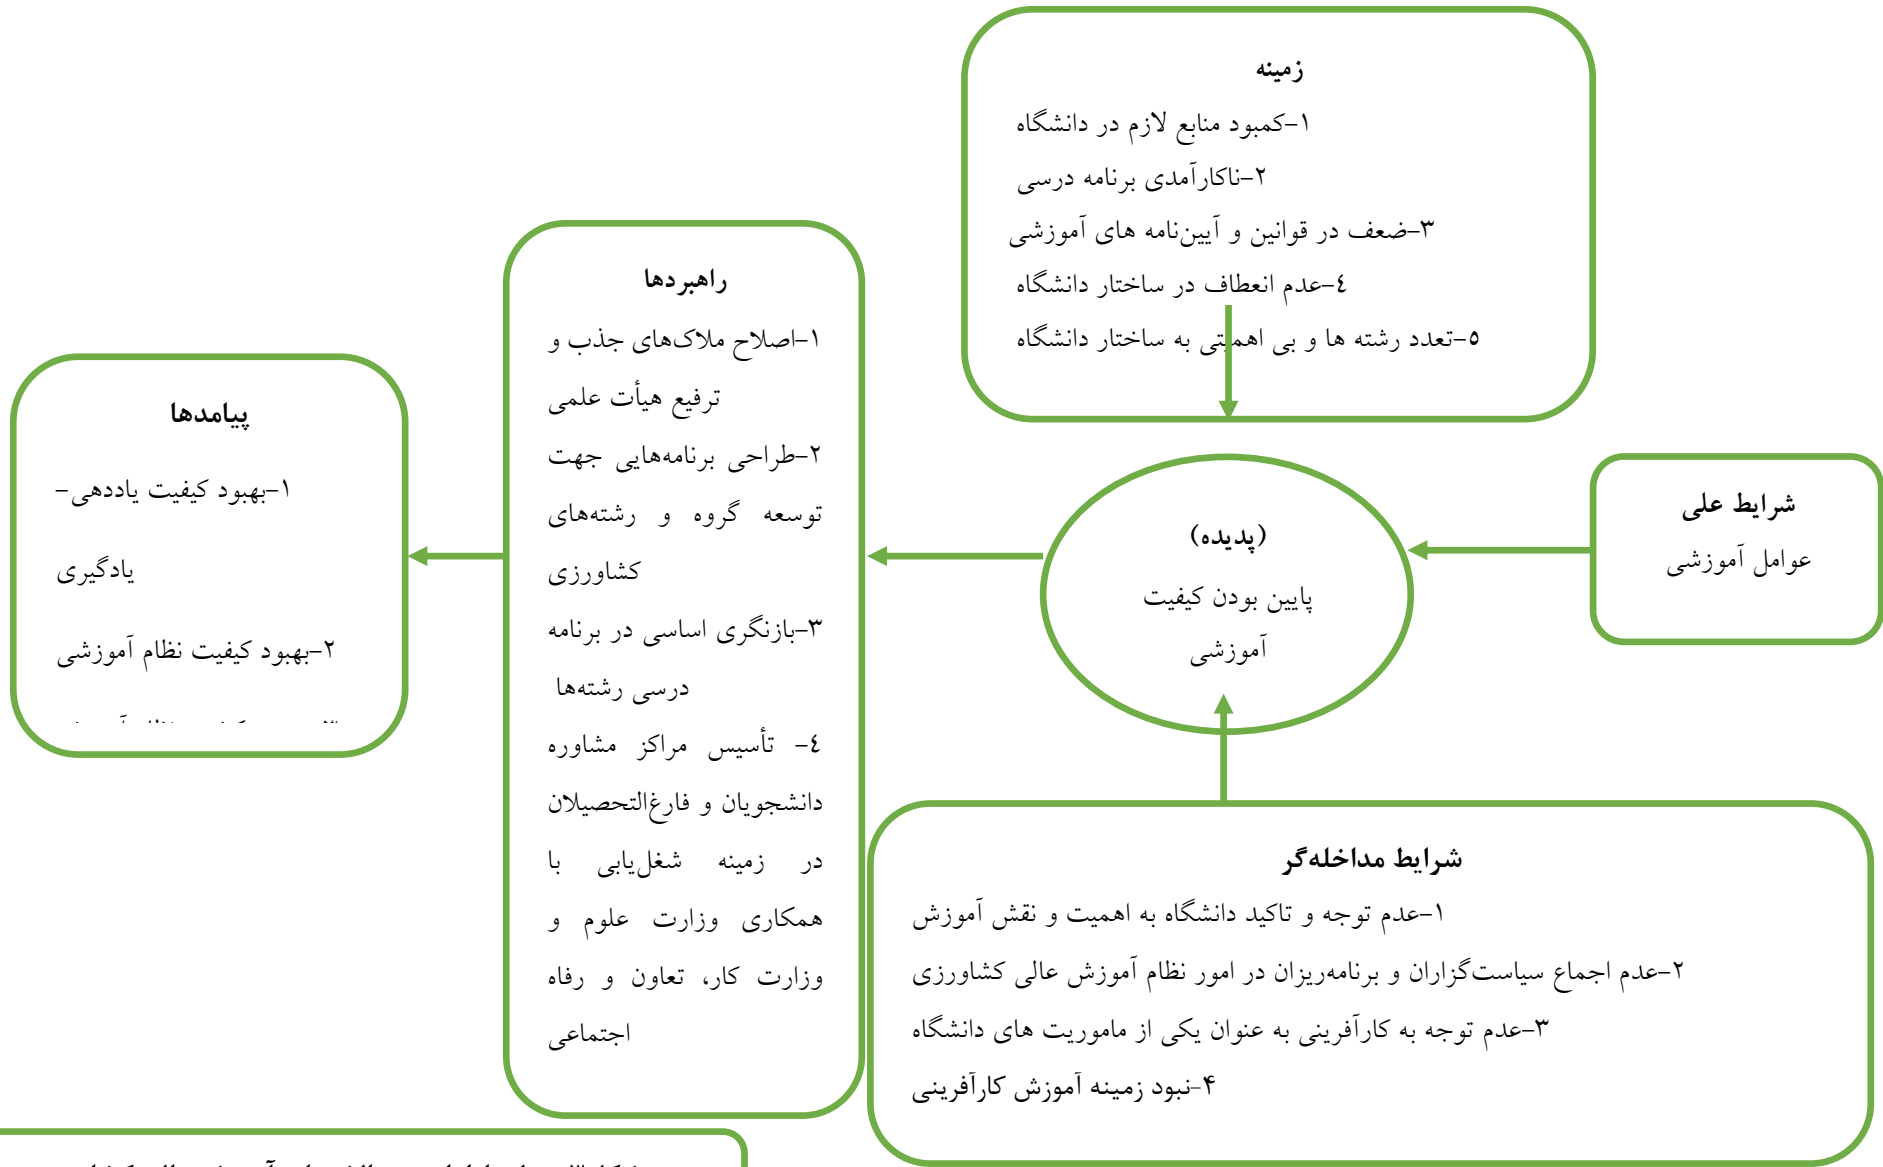 زمینه
۱-کمبود منابع لازم در دانشگاه
۲-ناکارآمدی برنامه درسی
۳-ضعف در قوانین و آیین‌نامه های آموزشی
٤-عدم انعطاف در ساختار دانشگاه
٥-تعدد رشته ها و بی اهمیتی به ساختار دانشگاه
شرایط علی
عوامل آموزشی
(پدیده)
پایین بودن کیفیت
آموزشی
شرایط مداخله‌گر
۱-عدم توجه و تاکید دانشگاه به اهمیت و نقش آموزش
۲-عدم اجماع سیاست‌گزاران و برنامه‌ریزان در امور نظام آموزش عالی کشاورزی
۳-عدم توجه به کارآفرینی به عنوان یکی از ماموریت های دانشگاه
۴-نبود زمینه آموزش کارآفرینی
راهبردها
۱-اصلاح ملاک‌های جذب و
ترفیع هیأت علمی
۲-طراحی برنامه‌هایی جهت
توسعه گروه و رشته‌های
کشاورزی
۳-بازنگری اساسی در برنامه
درسی رشته‌ها
٤- تأسیس مراکز مشاوره
دانشجویان و فارغ‌التحصیلان
در زمینه شغل‌یابی با
همکاری وزارت علوم و
وزارت کار، تعاون و رفاه
اجتماعی
پیامدها
۱-بهبود کیفیت یاددهی-
یادگیری
۲-بهبود کیفیت نظام آموزشی